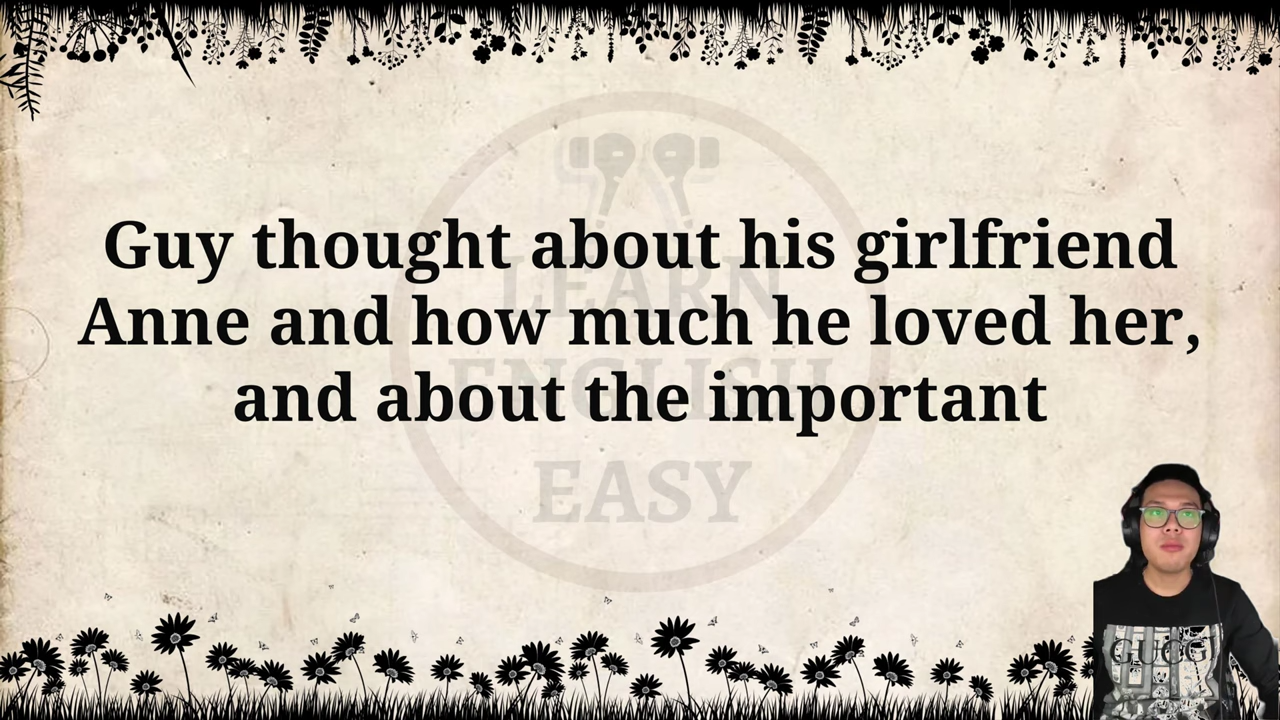 Guy thought about his girlfriend
Anne and how much he loved her,
and about the important
LEARN
ENGLISH
EASY
GUCCI